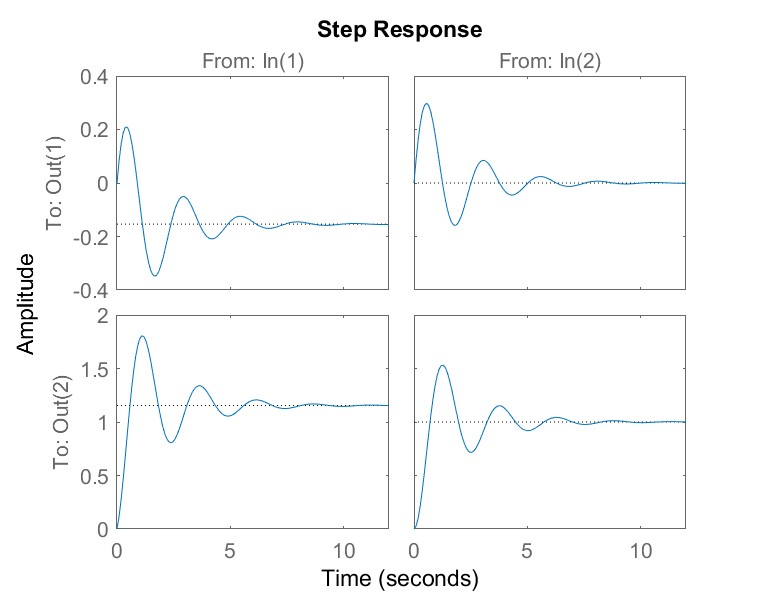 Step Response
From: In(1)
From: In(2)
Amplitude
To: Out(1)
0.4
0.2
0
-0.2
-0.4
To: Out(2)
2
1.5
1
0.5
0
0 5 10
0 5 10
Time (seconds)